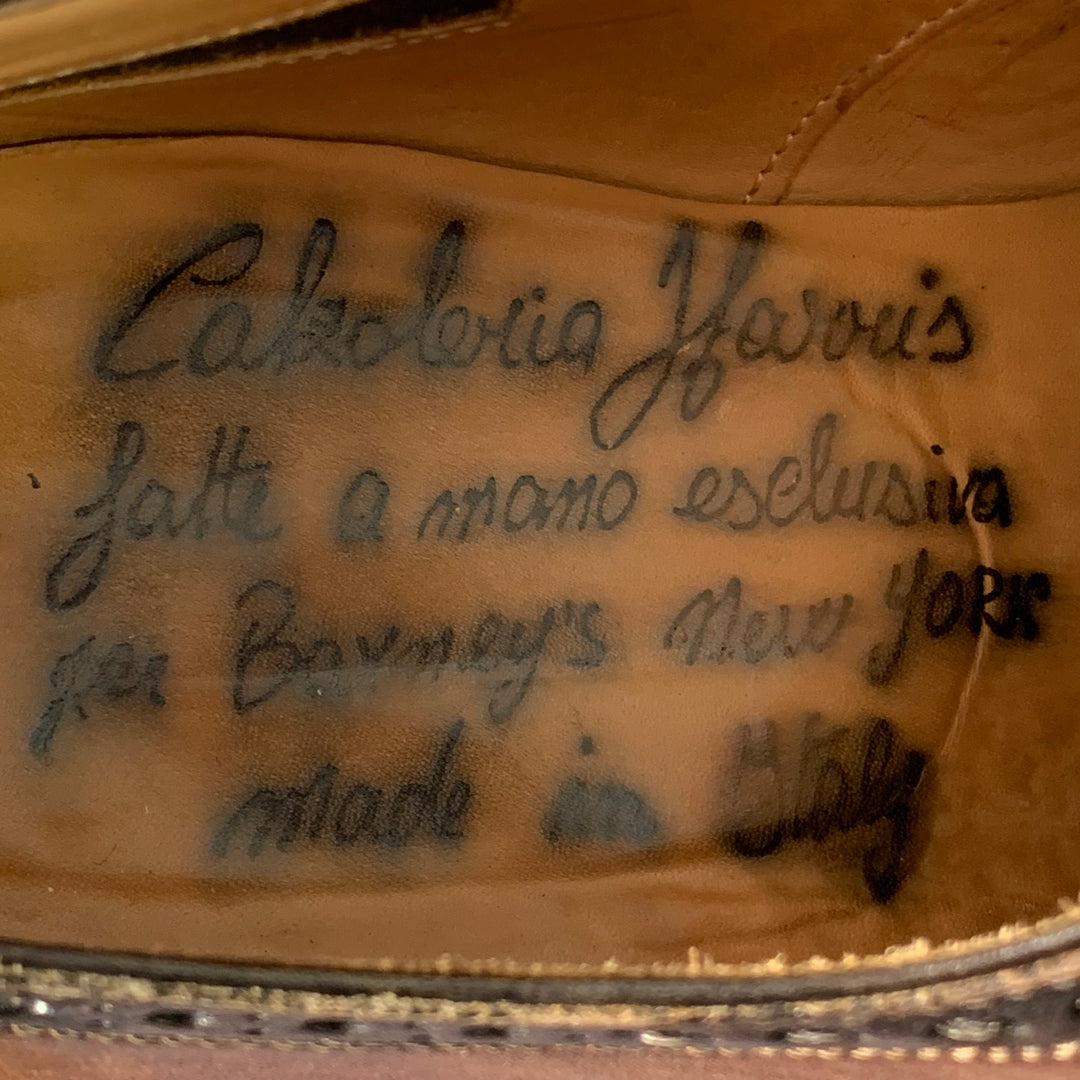 Calzoleria Harris
fatte a mano esclusiva
per Barney's New YORK
made in Italy